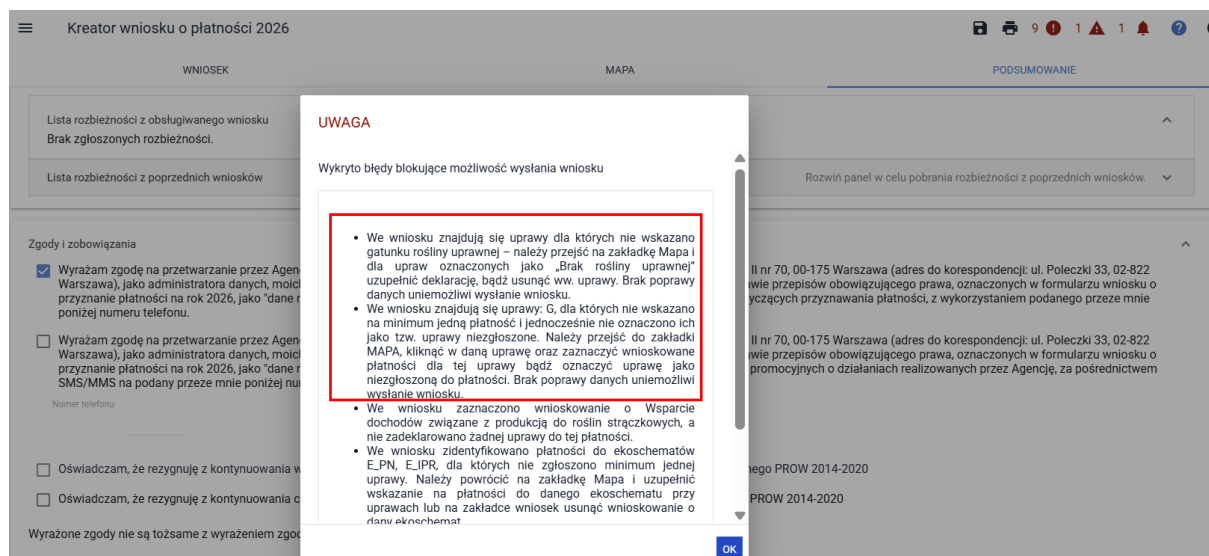 Kreator wniosku o płatności 2026
9 1 1
WNIOSEK
MAPA
PODSUMOWANIE
Lista rozbieżności z obsługiwanego wniosku
Brak zgłoszonych rozbieżności.
Lista rozbieżności z poprzednich wniosków
Rozwiń panel w celu pobrania rozbieżności z poprzednich wniosków.
UWAGA
Wykryto błędy blokujące możliwość wysłania wniosku
• We wniosku znajdują się uprawy dla których nie wskazano
gatunku rośliny uprawnej – należy przejść na zakładkę Mapa i
dla upraw oznaczonych jako „Brak rośliny uprawnej"
uzupełnić deklarację, bądź usunąć ww. uprawy. Brak poprawy
danych uniemożliwi wysłanie wniosku.
• We wniosku znajdują się uprawy: G, dla których nie wskazano
na minimum jedną płatność i jednocześnie nie oznaczono ich
jako tzw. uprawy niezgłoszone. Należy przejść do zakładki
MAPA, kliknąć w daną uprawę oraz zaznaczyć wnioskowane
płatności dla tej uprawy bądź oznaczyć uprawę jako
niezgłoszoną do płatności. Brak poprawy danych uniemożliwi
wysłanie wniosku.
• We wniosku zaznaczono wnioskowanie o Wsparcie
dochodów związane z produkcją do roślin strączkowych, a
nie zadeklarowano żadnej uprawy do tej płatności.
• We wniosku zidentyfikowano płatności do ekoschematów
E_PN, E_IPR, dla których nie zgłoszono minimum jednej
uprawy. Należy powrócić na zakładkę Mapa i uzupełnić
wskazanie na płatności do danego ekoschematu przy
uprawach lub na zakładce wniosek usunąć wnioskowanie o
dany ekoschemat
OK
Zgody i zobowiązania
Wyrażam zgodę na przetwarzanie przez Agen II nr 70, 00-175 Warszawa (adres do korespondencji: ul. Poleczki 33, 02-822
Warszawa), jako administratora danych, moich wie przepisów obowiązującego prawa, oznaczonych w formularzu wniosku o
przyznanie płatności na rok 2026, jako "dane yczących przyznawania płatności, z wykorzystaniem podanego przeze mnie
poniżej numeru telefonu.
Wyrażam zgodę na przetwarzanie przez Agen II nr 70, 00-175 Warszawa (adres do korespondencji: ul. Poleczki 33, 02-822
Warszawa), jako administratora danych, moich wie przepisów obowiązującego prawa, oznaczonych w formularzu wniosku o
przyznanie płatności na rok 2026, jako "dane promocyjnych o działaniach realizowanych przez Agencję, za pośrednictwem
SMS/MMS na podany przeze mnie poniżej
Numer telefonu
Oświadczam, że rezygnuję z kontynuowania w nego PROW 2014-2020
Oświadczam, że rezygnuję z kontynuowania PROW 2014-2020
Wyrażone zgody nie są tożsame z wyrażeniem